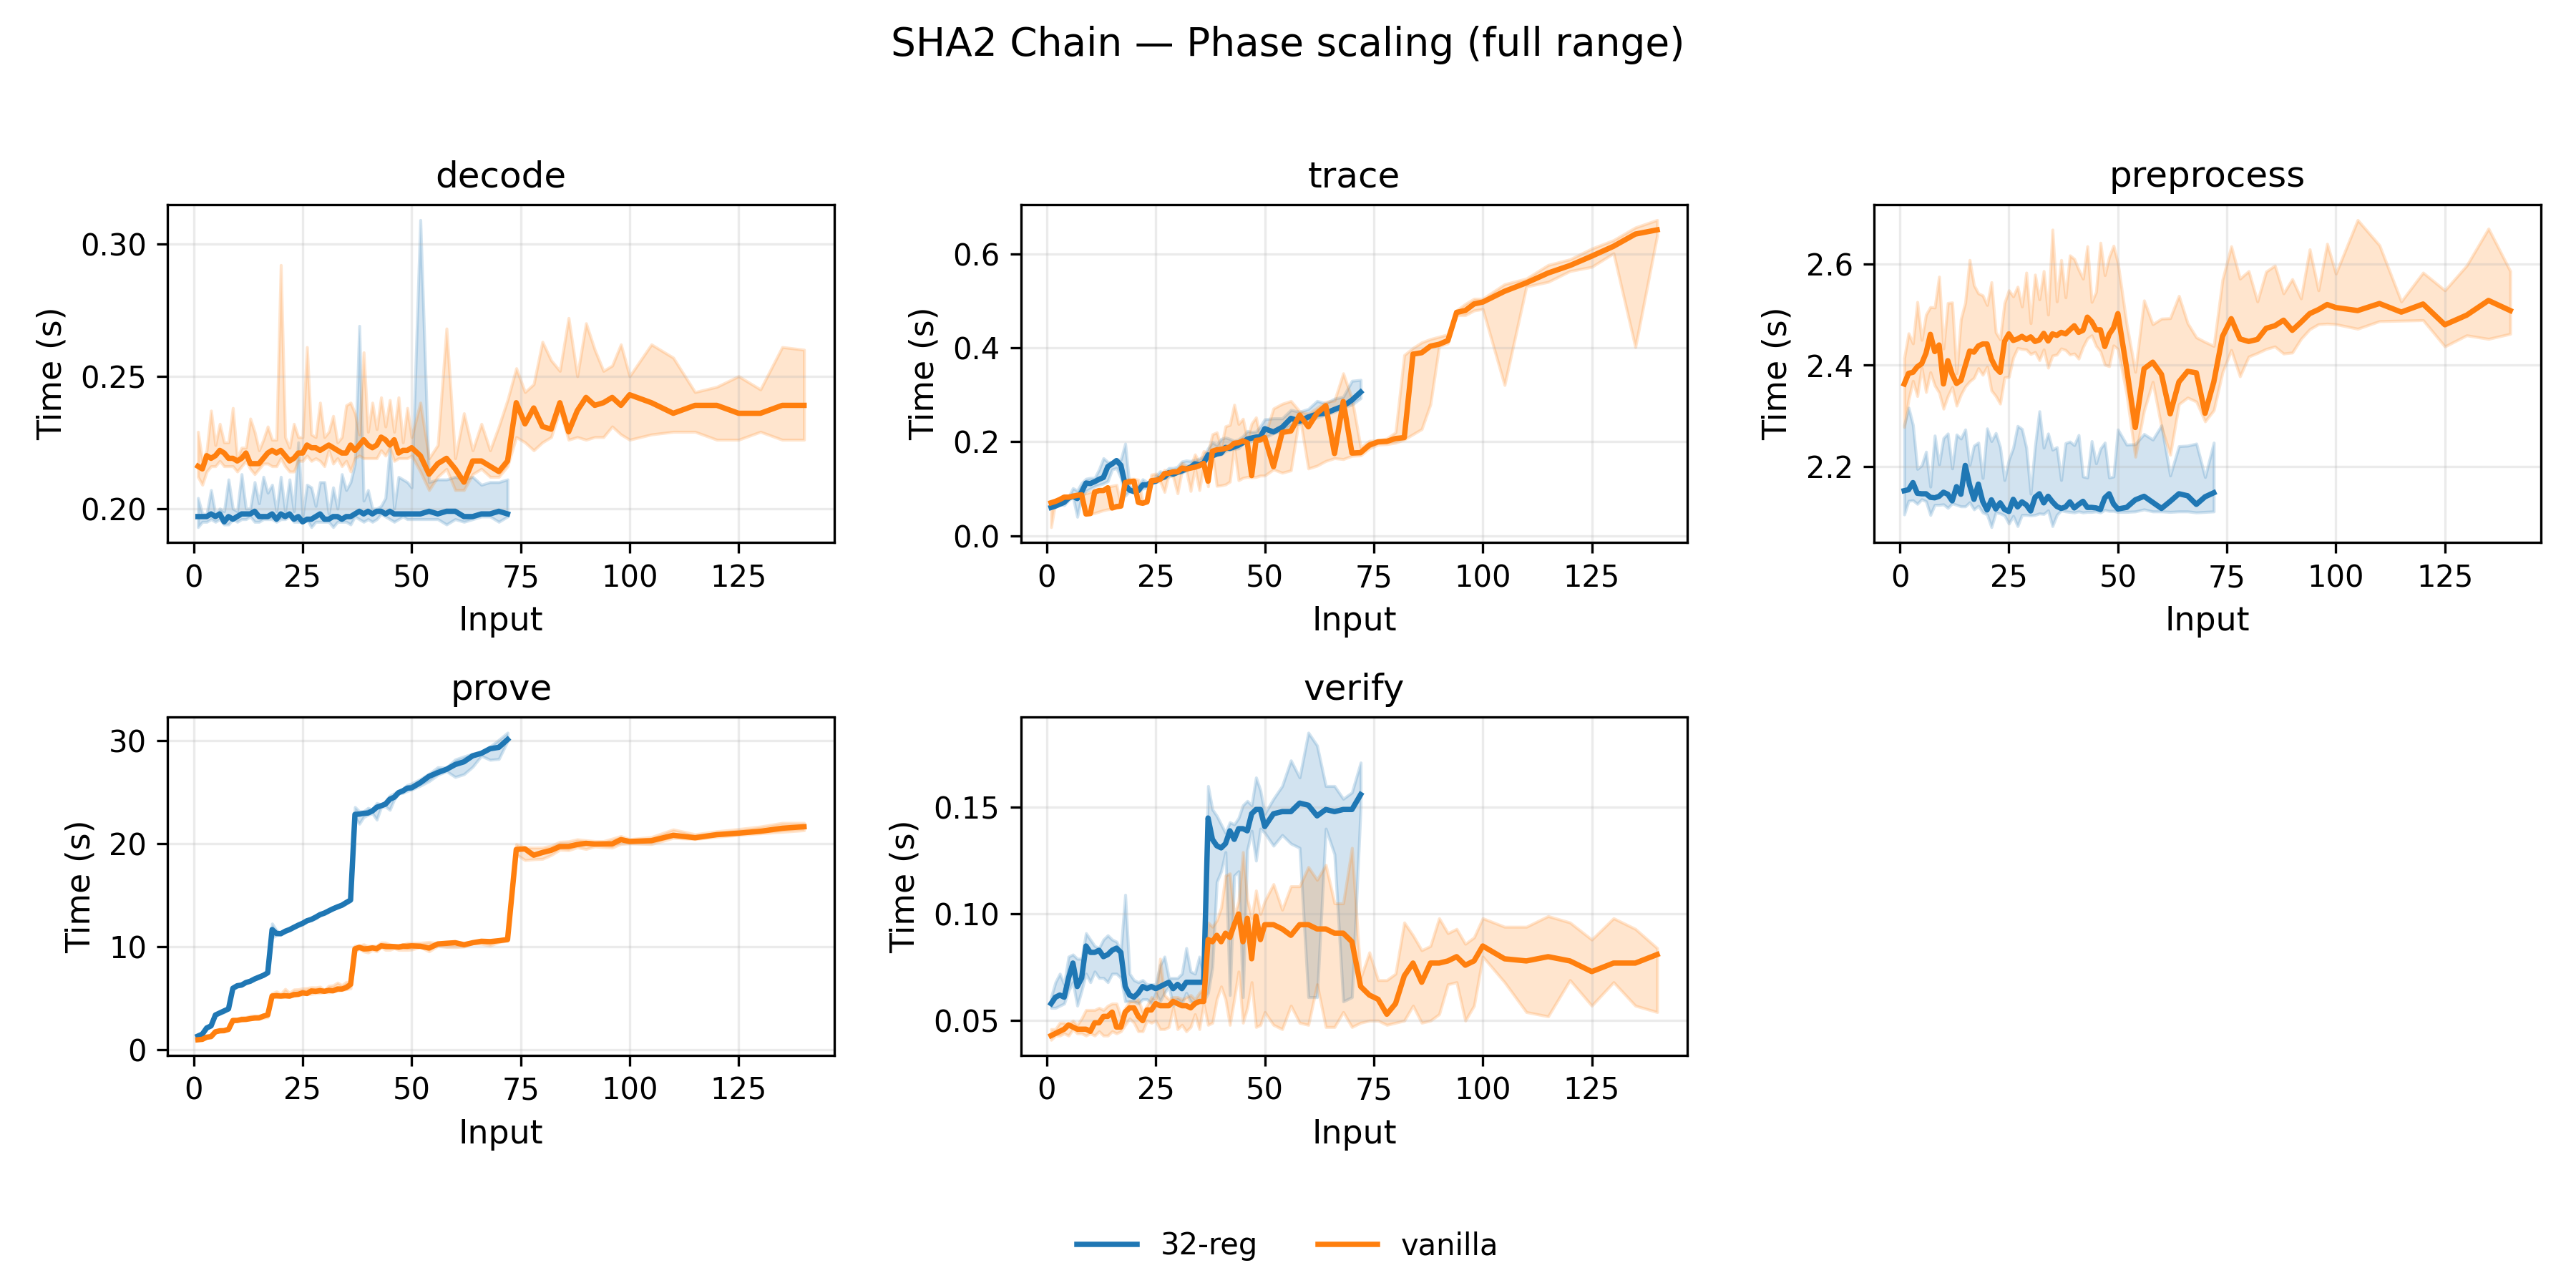 SHA2 Chain — Phase scaling (full range)
decode
Time (s)
0.30
0.25
0.20
0 25 50 75 100 125
Input
trace
Time (s)
0.6
0.4
0.2
0.0
0 25 50 75 100 125
Input
preprocess
Time (s)
2.6
2.4
2.2
0 25 50 75 100 125
Input
prove
Time (s)
30
20
10
0
0 25 50 75 100 125
Input
verify
Time (s)
0.15
0.10
0.05
0 25 50 75 100 125
Input
32-reg vanilla